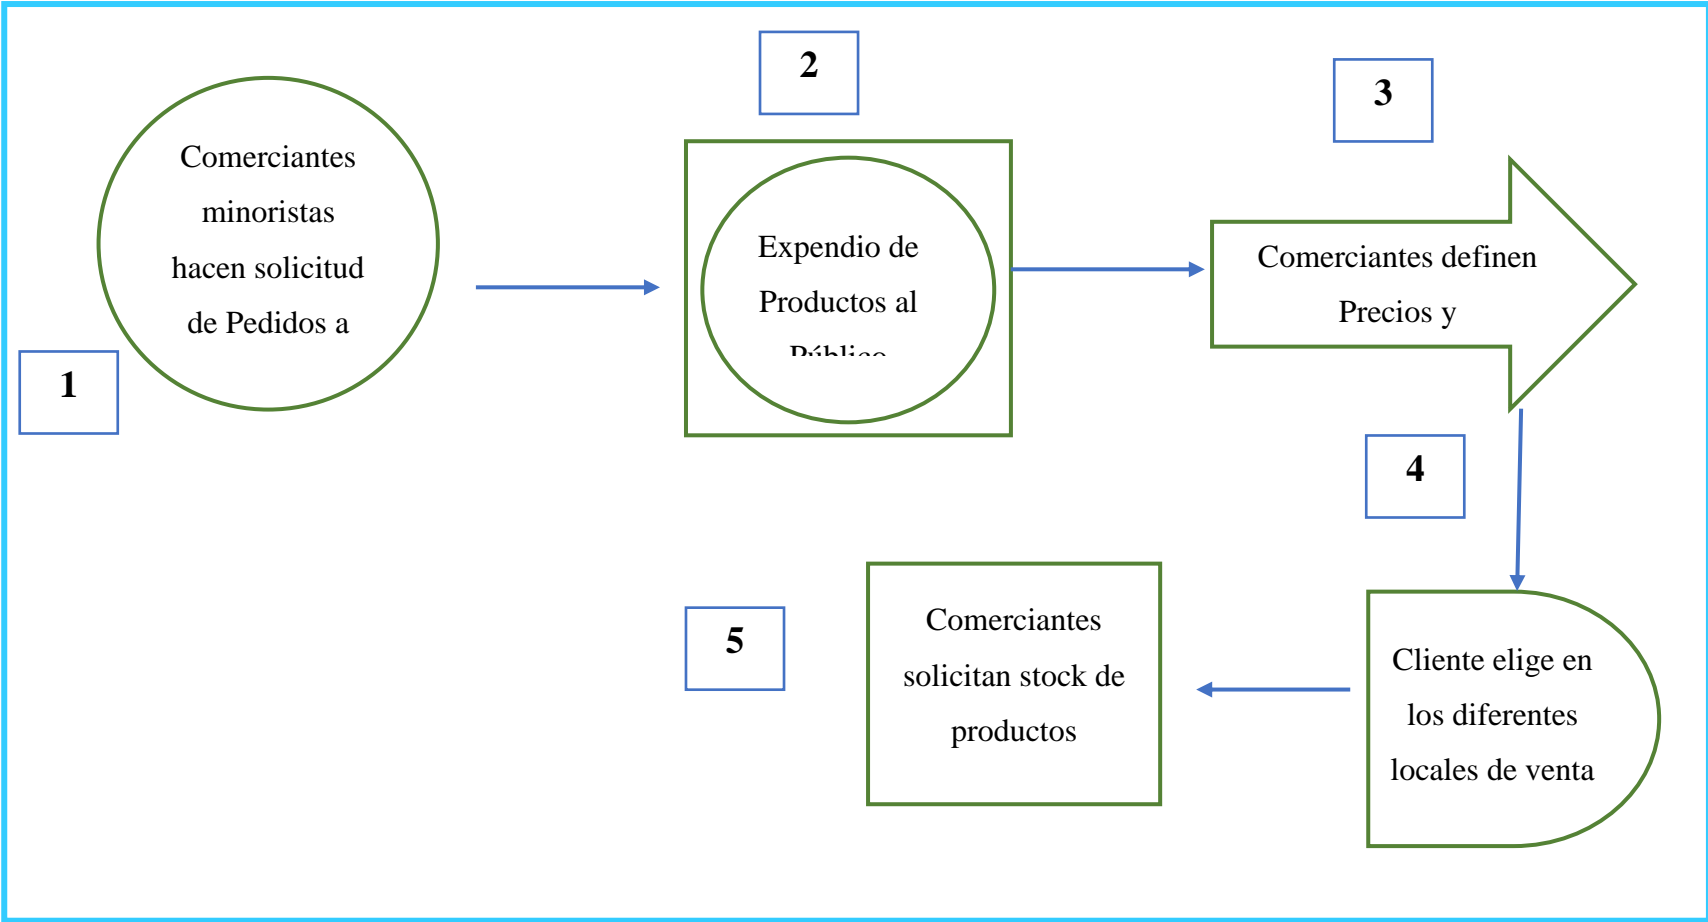 1
Comerciantes
minoristas
hacen solicitud
de Pedidos a
2
Expendio de
Productos al
Público
3
Comerciantes definen
Precios y
4
Cliente elige en
los diferentes
locales de venta
5
Comerciantes
solicitan stock de
productos